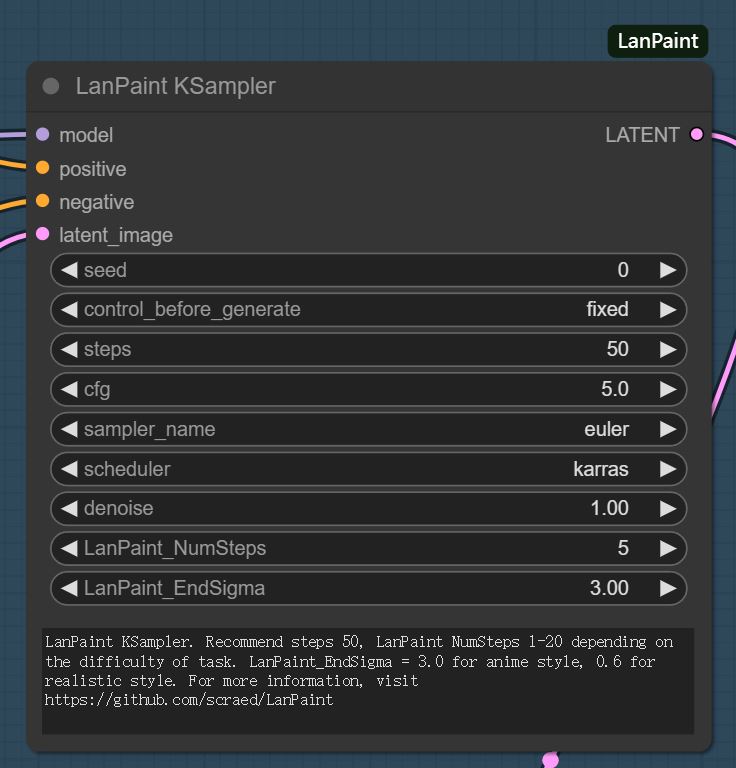 LanPaint
LanPaint KSampler
model
LATENT
positive
negative
latent_image
seed 0
control_before_generate fixed
steps 50
cfg 5.0
sampler_name euler
scheduler karras
denoise 1.00
LanPaint_NumSteps 5
LanPaint_EndSigma 3.00
LanPaint KSampler. Recommend steps 50, LanPaint NumSteps 1-20 depending on
the difficulty of task. LanPaint_EndSigma = 3.0 for anime style, 0.6 for
realistic style. For more information, visit
https://github.com/scraed/LanPaint